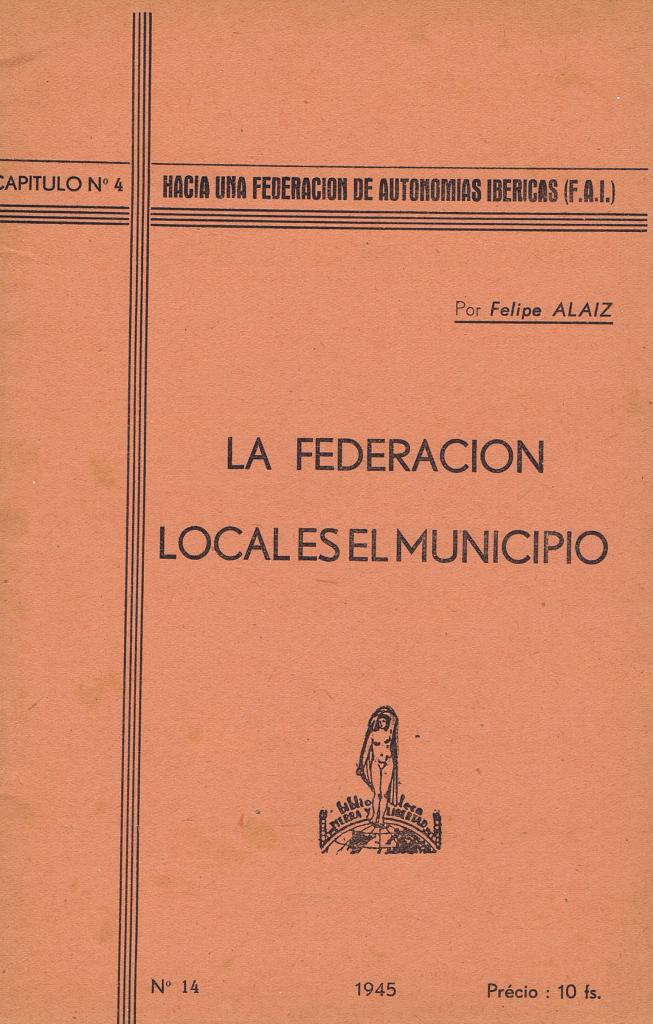 CAPITULO Nº 4
HACIA UNA FEDERACION DE AUTONOMIAS IBERICAS (F.A.I.)
Por Felipe ALAIZ
LA FEDERACION
LOCAL ES EL MUNICIPIO
Biblioteca
TIERRA Y LIBERTAD
Nº 14
1945
Précio : 10 fs.